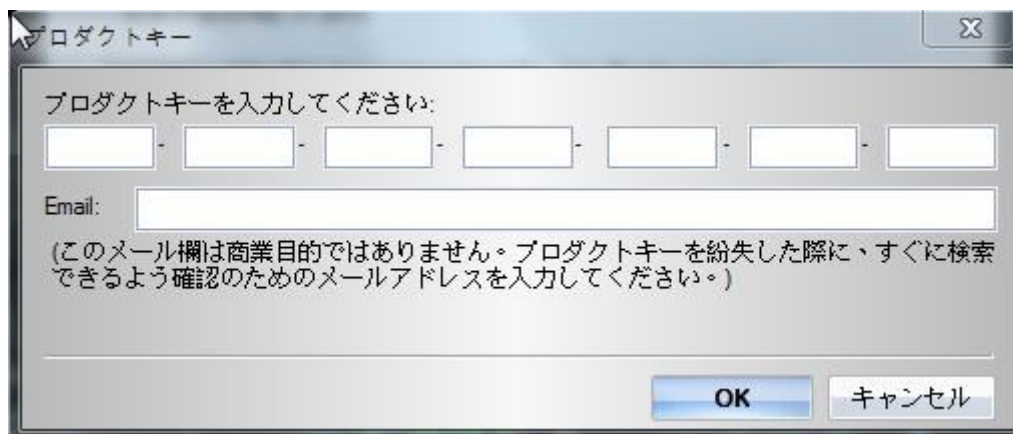 プロダクトキー
プロダクトキーを入力してください:
- - - - - -
Email:
(このメール欄は商業目的ではありません。プロダクトキーを紛失した際に、すぐに検索
できるよう確認のためのメールアドレスを入力してください。)
OK キャンセル